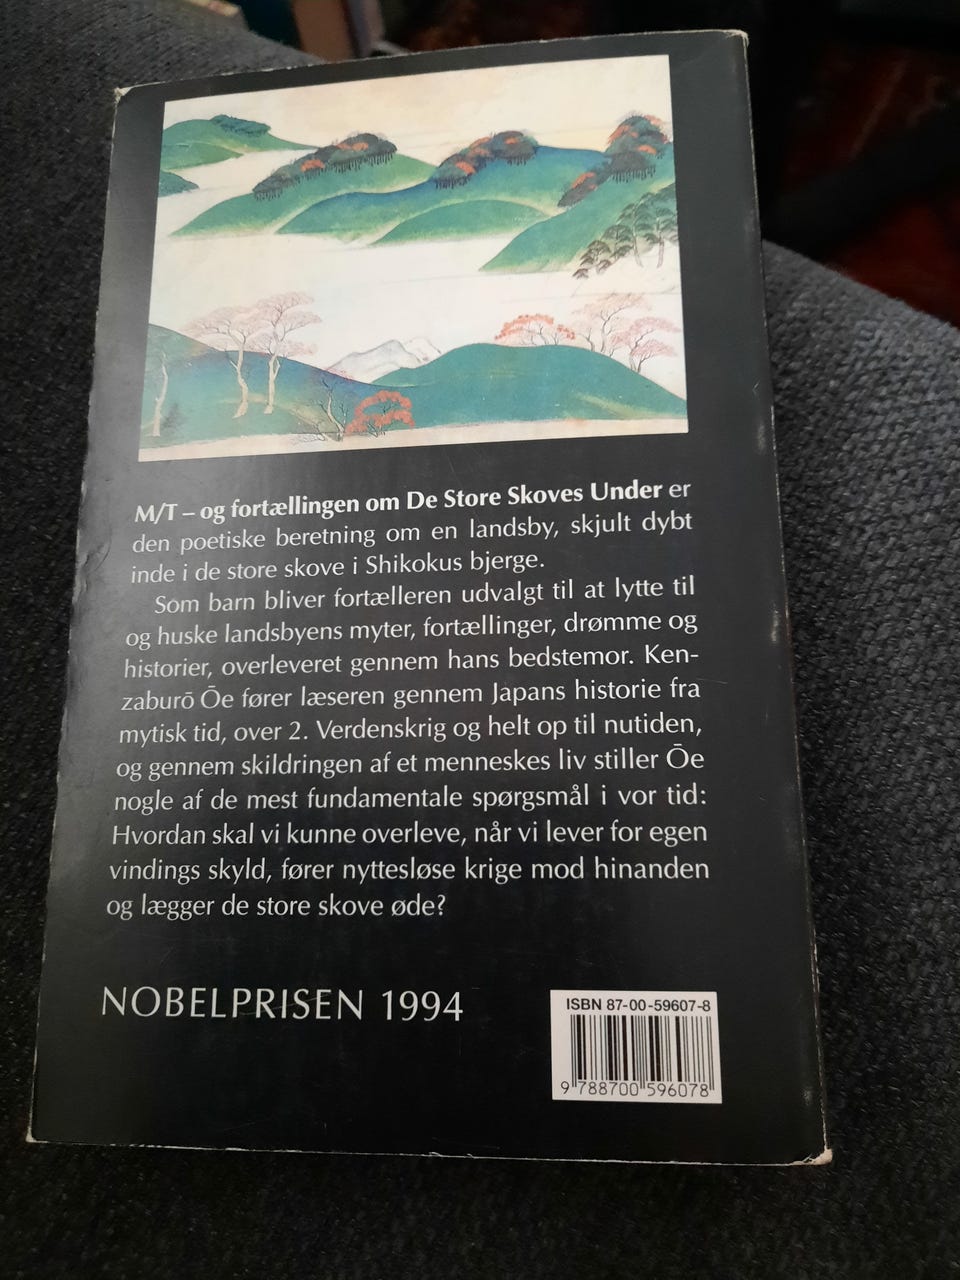 M/T – og fortællingen om De Store Skoves Under er
den poetiske beretning om en landsby, skjult dybt
inde i de store skove i Shikokus bjerge.
Som barn bliver fortælleren udvalgt til at lytte til
og huske landsbyens myter, fortællinger, drømme og
historier, overleveret gennem hans bedstemor. Ken-
zaburō Ōe fører læseren gennem Japans historie fra
mytisk tid, over 2. Verdenskrig og helt op til nutiden,
og gennem skildringen af et menneskes liv stiller Ōe
nogle af de mest fundamentale spørgsmål i vor tid:
Hvordan skal vi kunne overleve, når vi lever for egen
vindings skyld, fører nyttesløse krige mod hinanden
og lægger de store skove øde?
NOBELPRISEN 1994
ISBN 87-00-59607-8
9 788700 596078